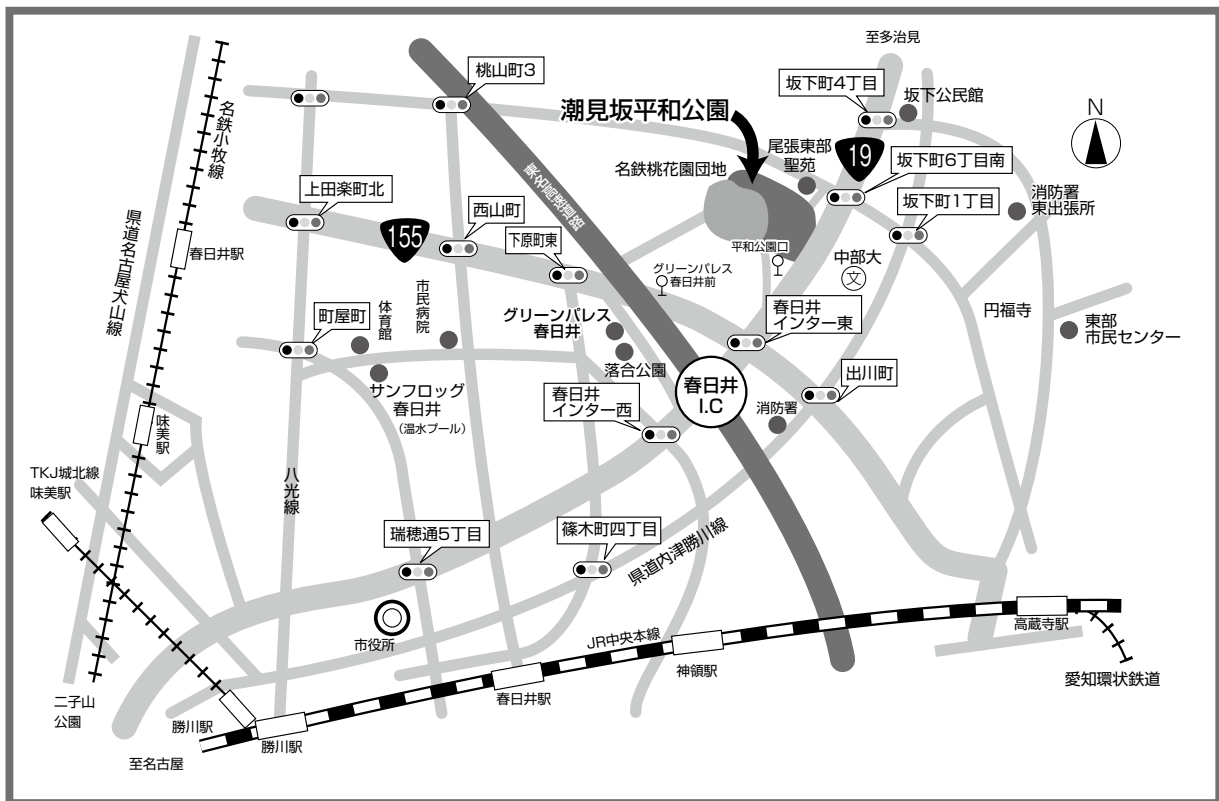 至多治見
桃山町3
坂下町4丁目
坂下公民館
潮見坂平和公園
N
名鉄小牧線
尾張東部
聖苑
19
坂下町6丁目南
名鉄桃花園団地
東名高速道路
上田楽町北
坂下町1丁目
消防署
東出張所
県道名古屋犬山線
西山町
155
下原町東
春日井駅
平和公園口
中部大
文
グリーンパレス
春日井前
市民病院
体育館
町屋町
グリーンパレス
春日井
春日井
インター東
円福寺
東部
市民センター
落合公園
出川町
サンフロッグ
春日井
（温水プール）
春日井
I.C
春日井
インター西
消防署
味美駅
TKJ城北線
味美駅
八光線
瑞穂通5丁目
篠木町四丁目
県道内津勝川線
市役所
JR中央本線
高蔵寺駅
神領駅
愛知環状鉄道
春日井駅
二子山
公園
勝川駅
勝川駅
至名古屋